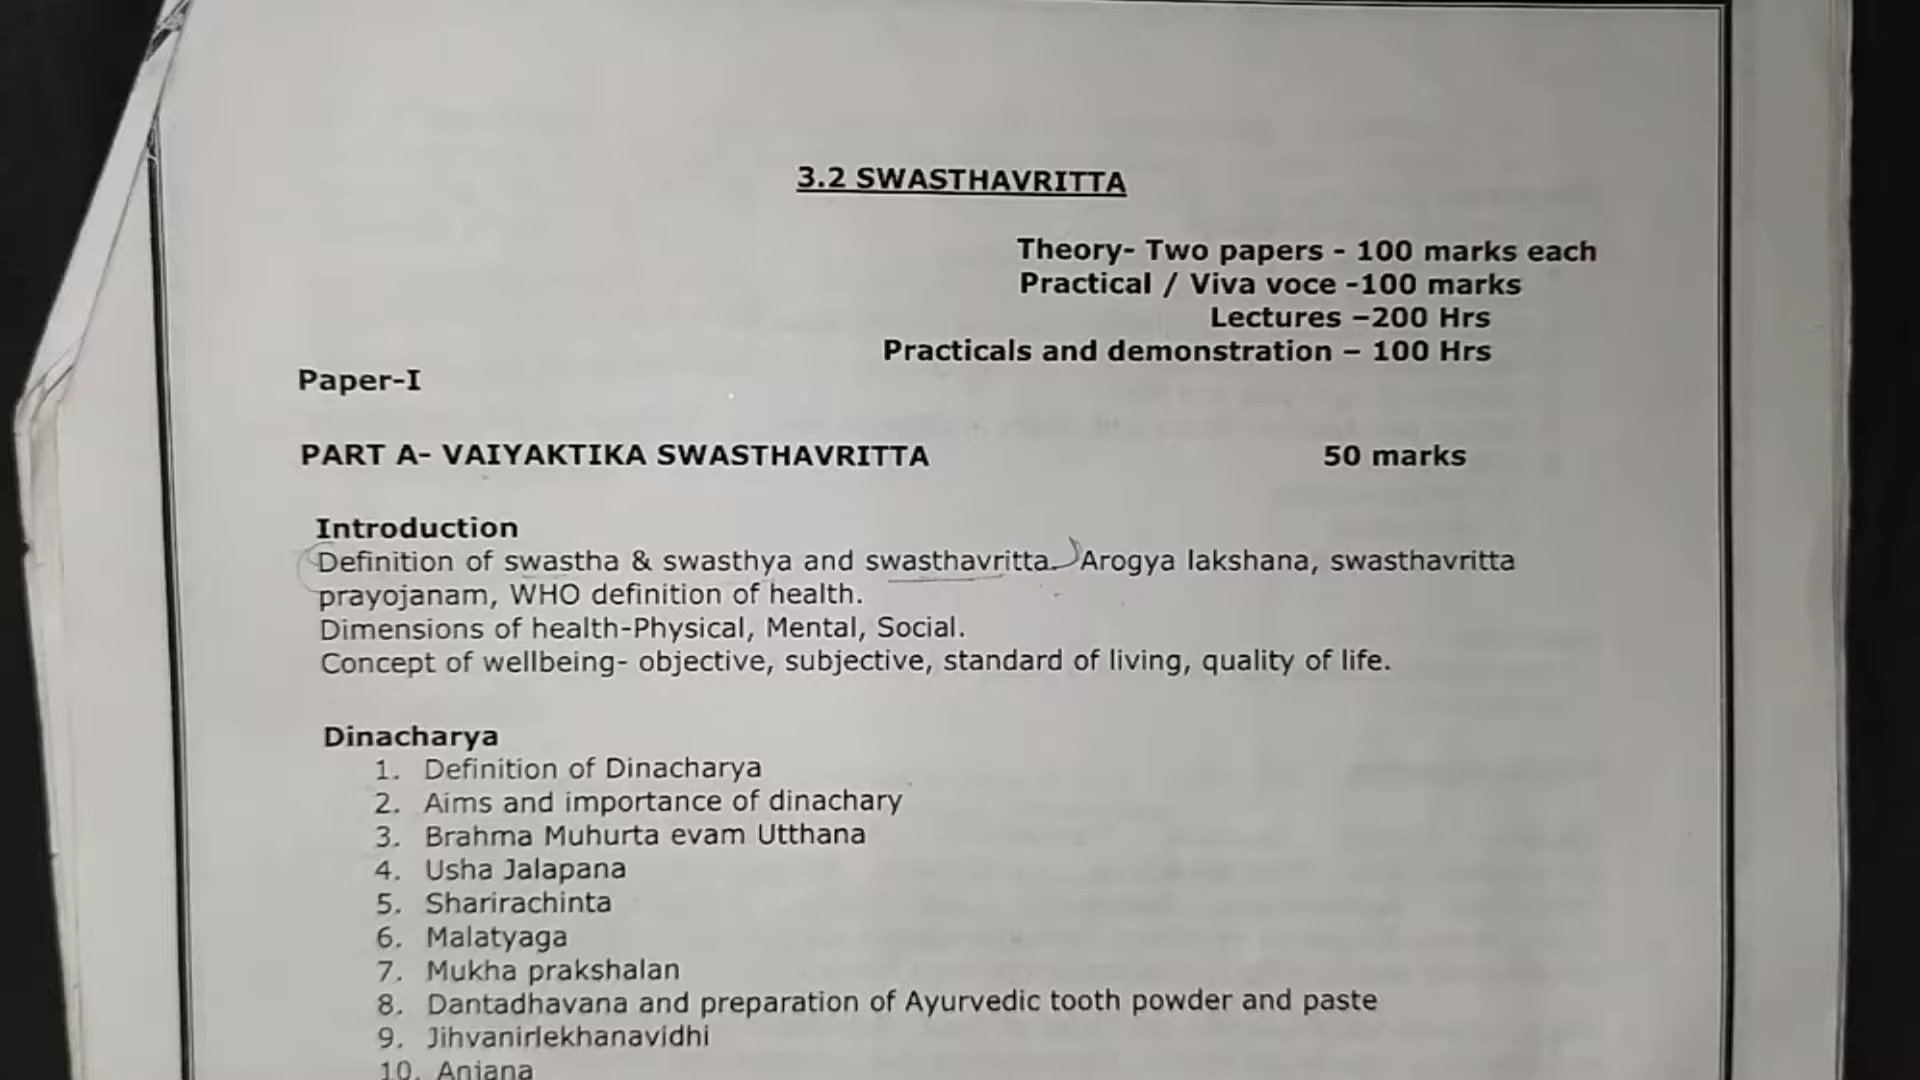 3.2 SWASTHAVRITTA
Theory- Two papers - 100 marks each
Practical / Viva voce -100 marks
Lectures –200 Hrs
Practicals and demonstration – 100 Hrs
Paper-I
PART A- VAIYAKTIKA SWASTHAVRITTA 50 marks
Introduction
Definition of swastha & swasthya and swasthavritta. Arogya lakshana, swasthavritta
prayojanam, WHO definition of health.
Dimensions of health-Physical, Mental, Social.
Concept of wellbeing- objective, subjective, standard of living, quality of life.
Dinacharya
1. Definition of Dinacharya
2. Aims and importance of dinachary
3. Brahma Muhurta evam Utthana
4. Usha Jalapana
5. Sharirachinta
6. Malatyaga
7. Mukha prakshalan
8. Dantadhavana and preparation of Ayurvedic tooth powder and paste
9. Jihvanirlekhanavidhi
10. Anjana